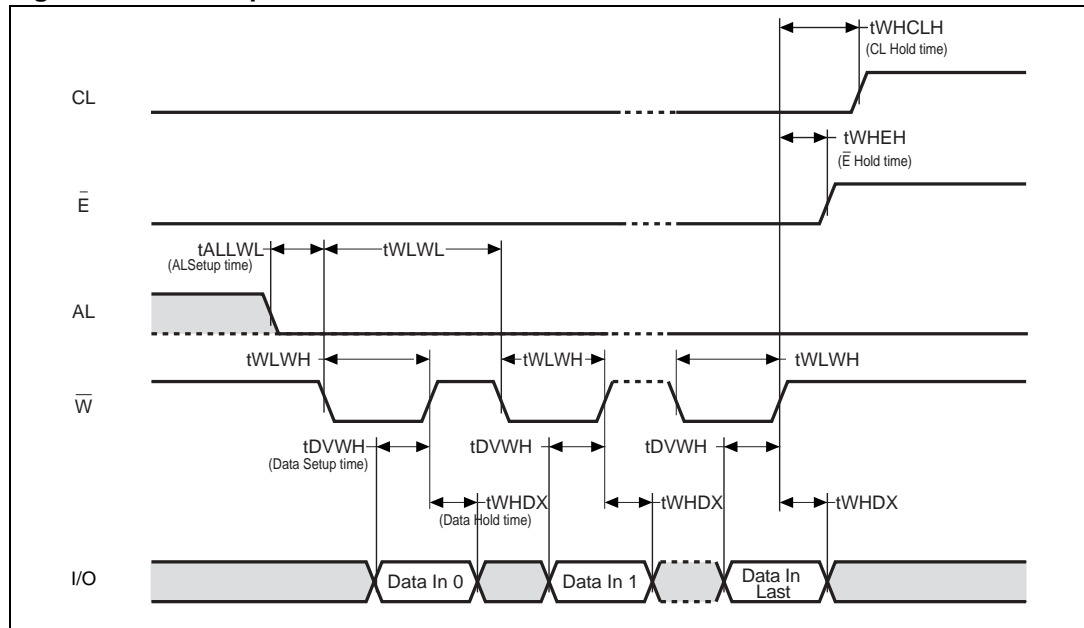 tWHCLH
(CL Hold time)
CL
tWHEH
(E̅ Hold time)
E̅
tALLWL
(ALSetup time)
tWLWL
AL
tWLWH
tWLWH
tWLWH
W̅
tDVWH
(Data Setup time)
tDVWH
tDVWH
tWHDX
(Data Hold time)
tWHDX
tWHDX
I/O
Data In 0
Data In 1
Data In
Last